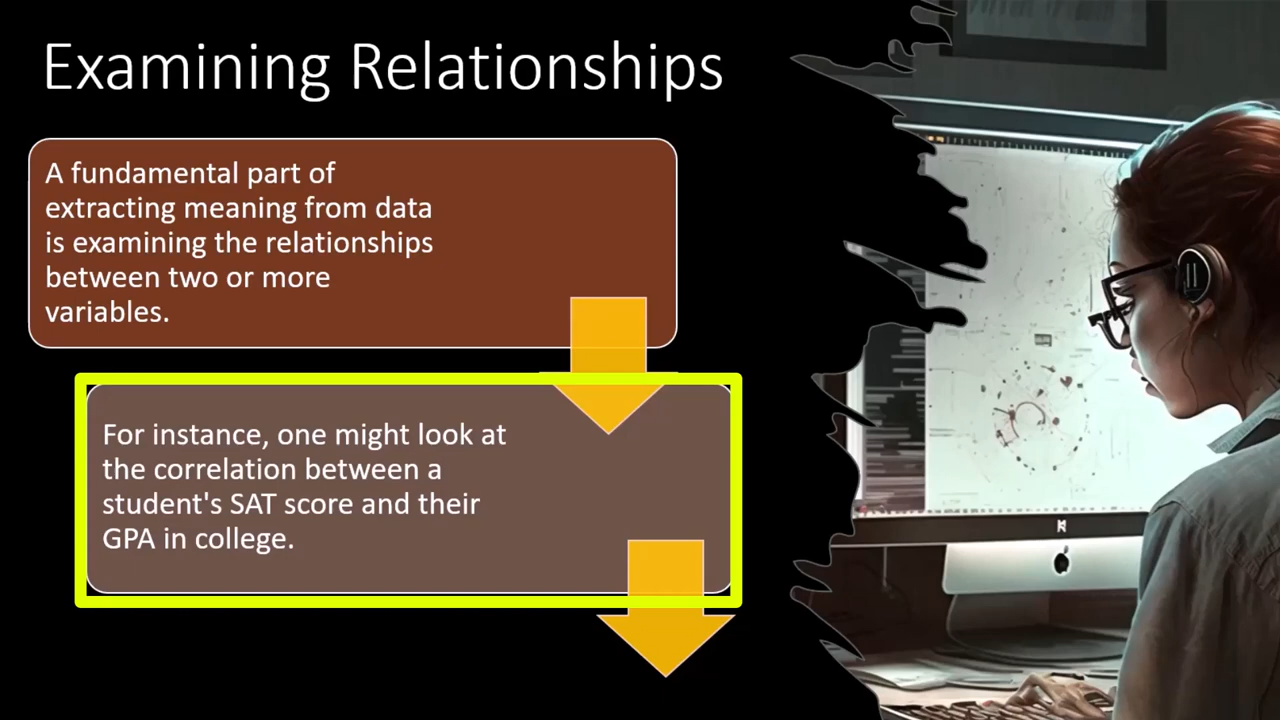 Examining Relationships
A fundamental part of
extracting meaning from data
is examining the relationships
between two or more
variables.
For instance, one might look at
the correlation between a
student's SAT score and their
GPA in college.